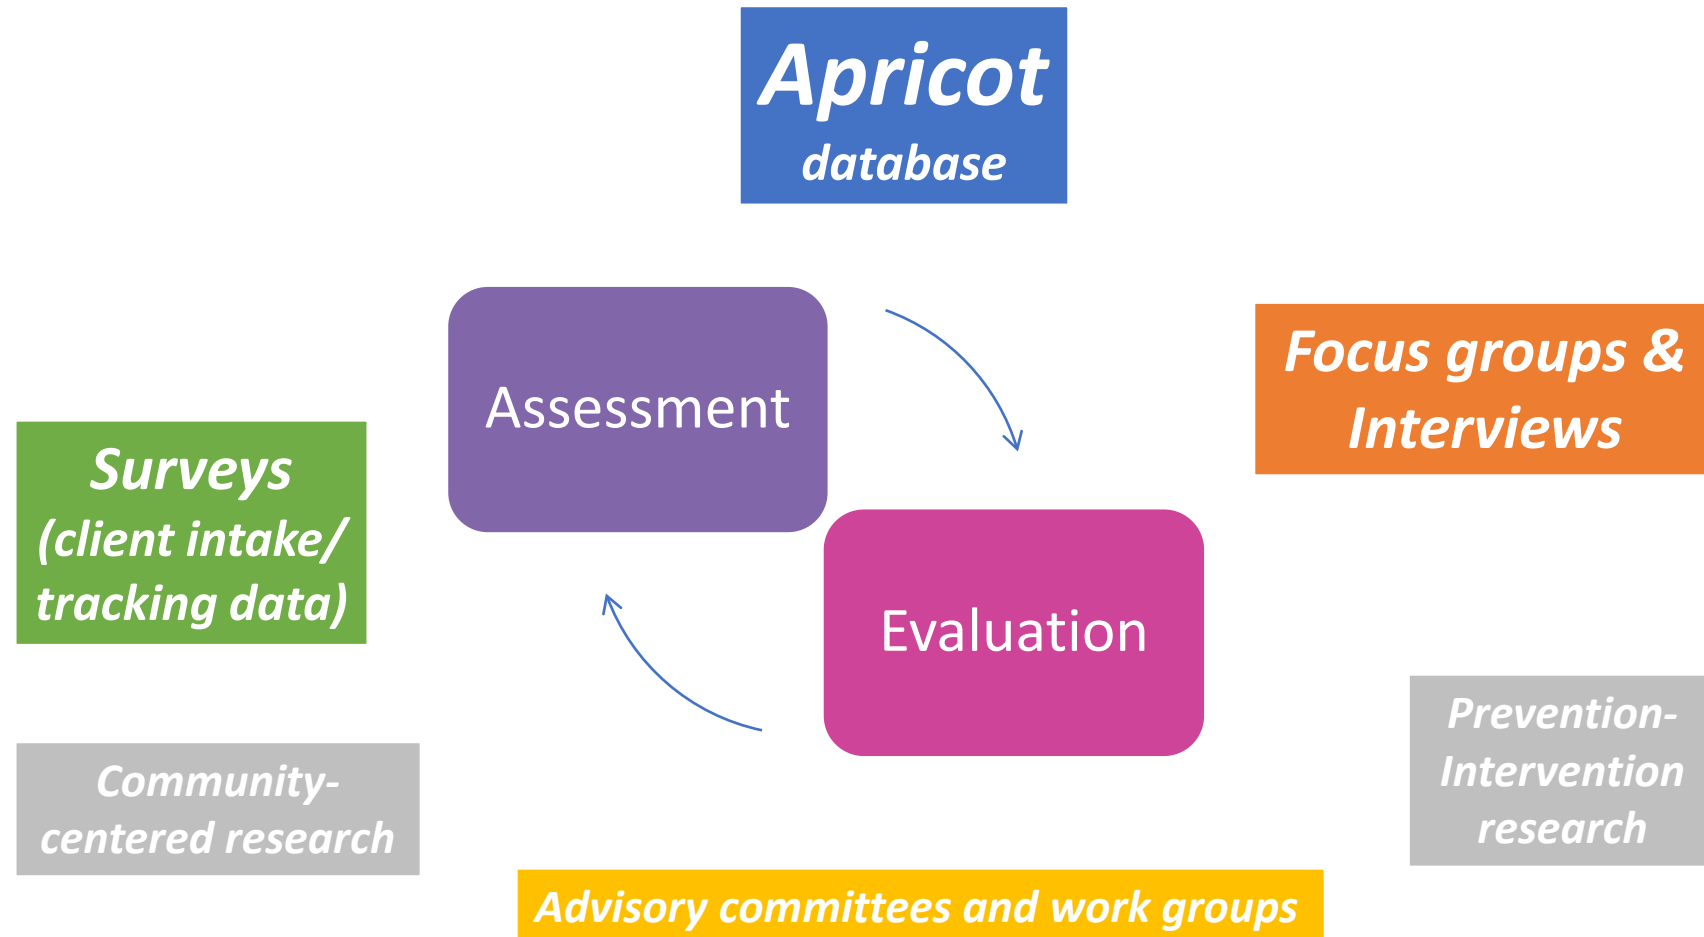 Apricot
database
Assessment
Focus groups &
Interviews
Surveys
(client intake/
tracking data)
Evaluation
Prevention-
Intervention
research
Community-
centered research
Advisory committees and work groups